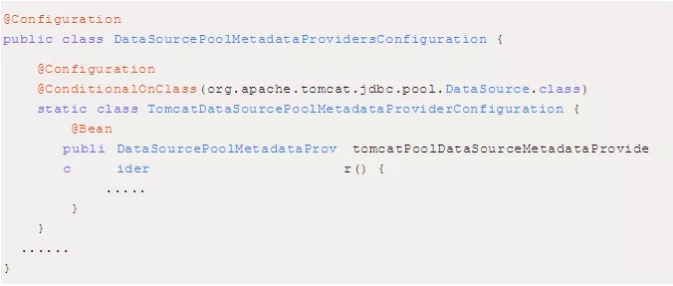 @Configuration
public class DataSourcePoolMetadataProvidersConfiguration {
@Configuration
@ConditionalOnClass(org.apache.tomcat.jdbc.pool.DataSource.class)
static class TomcatDataSourcePoolMetadataProviderConfiguration {
@Bean
publi DataSourcePoolMetadataProv tomcatPoolDataSourceMetadataProvide
c ider r() {
.....
}
}
......
}